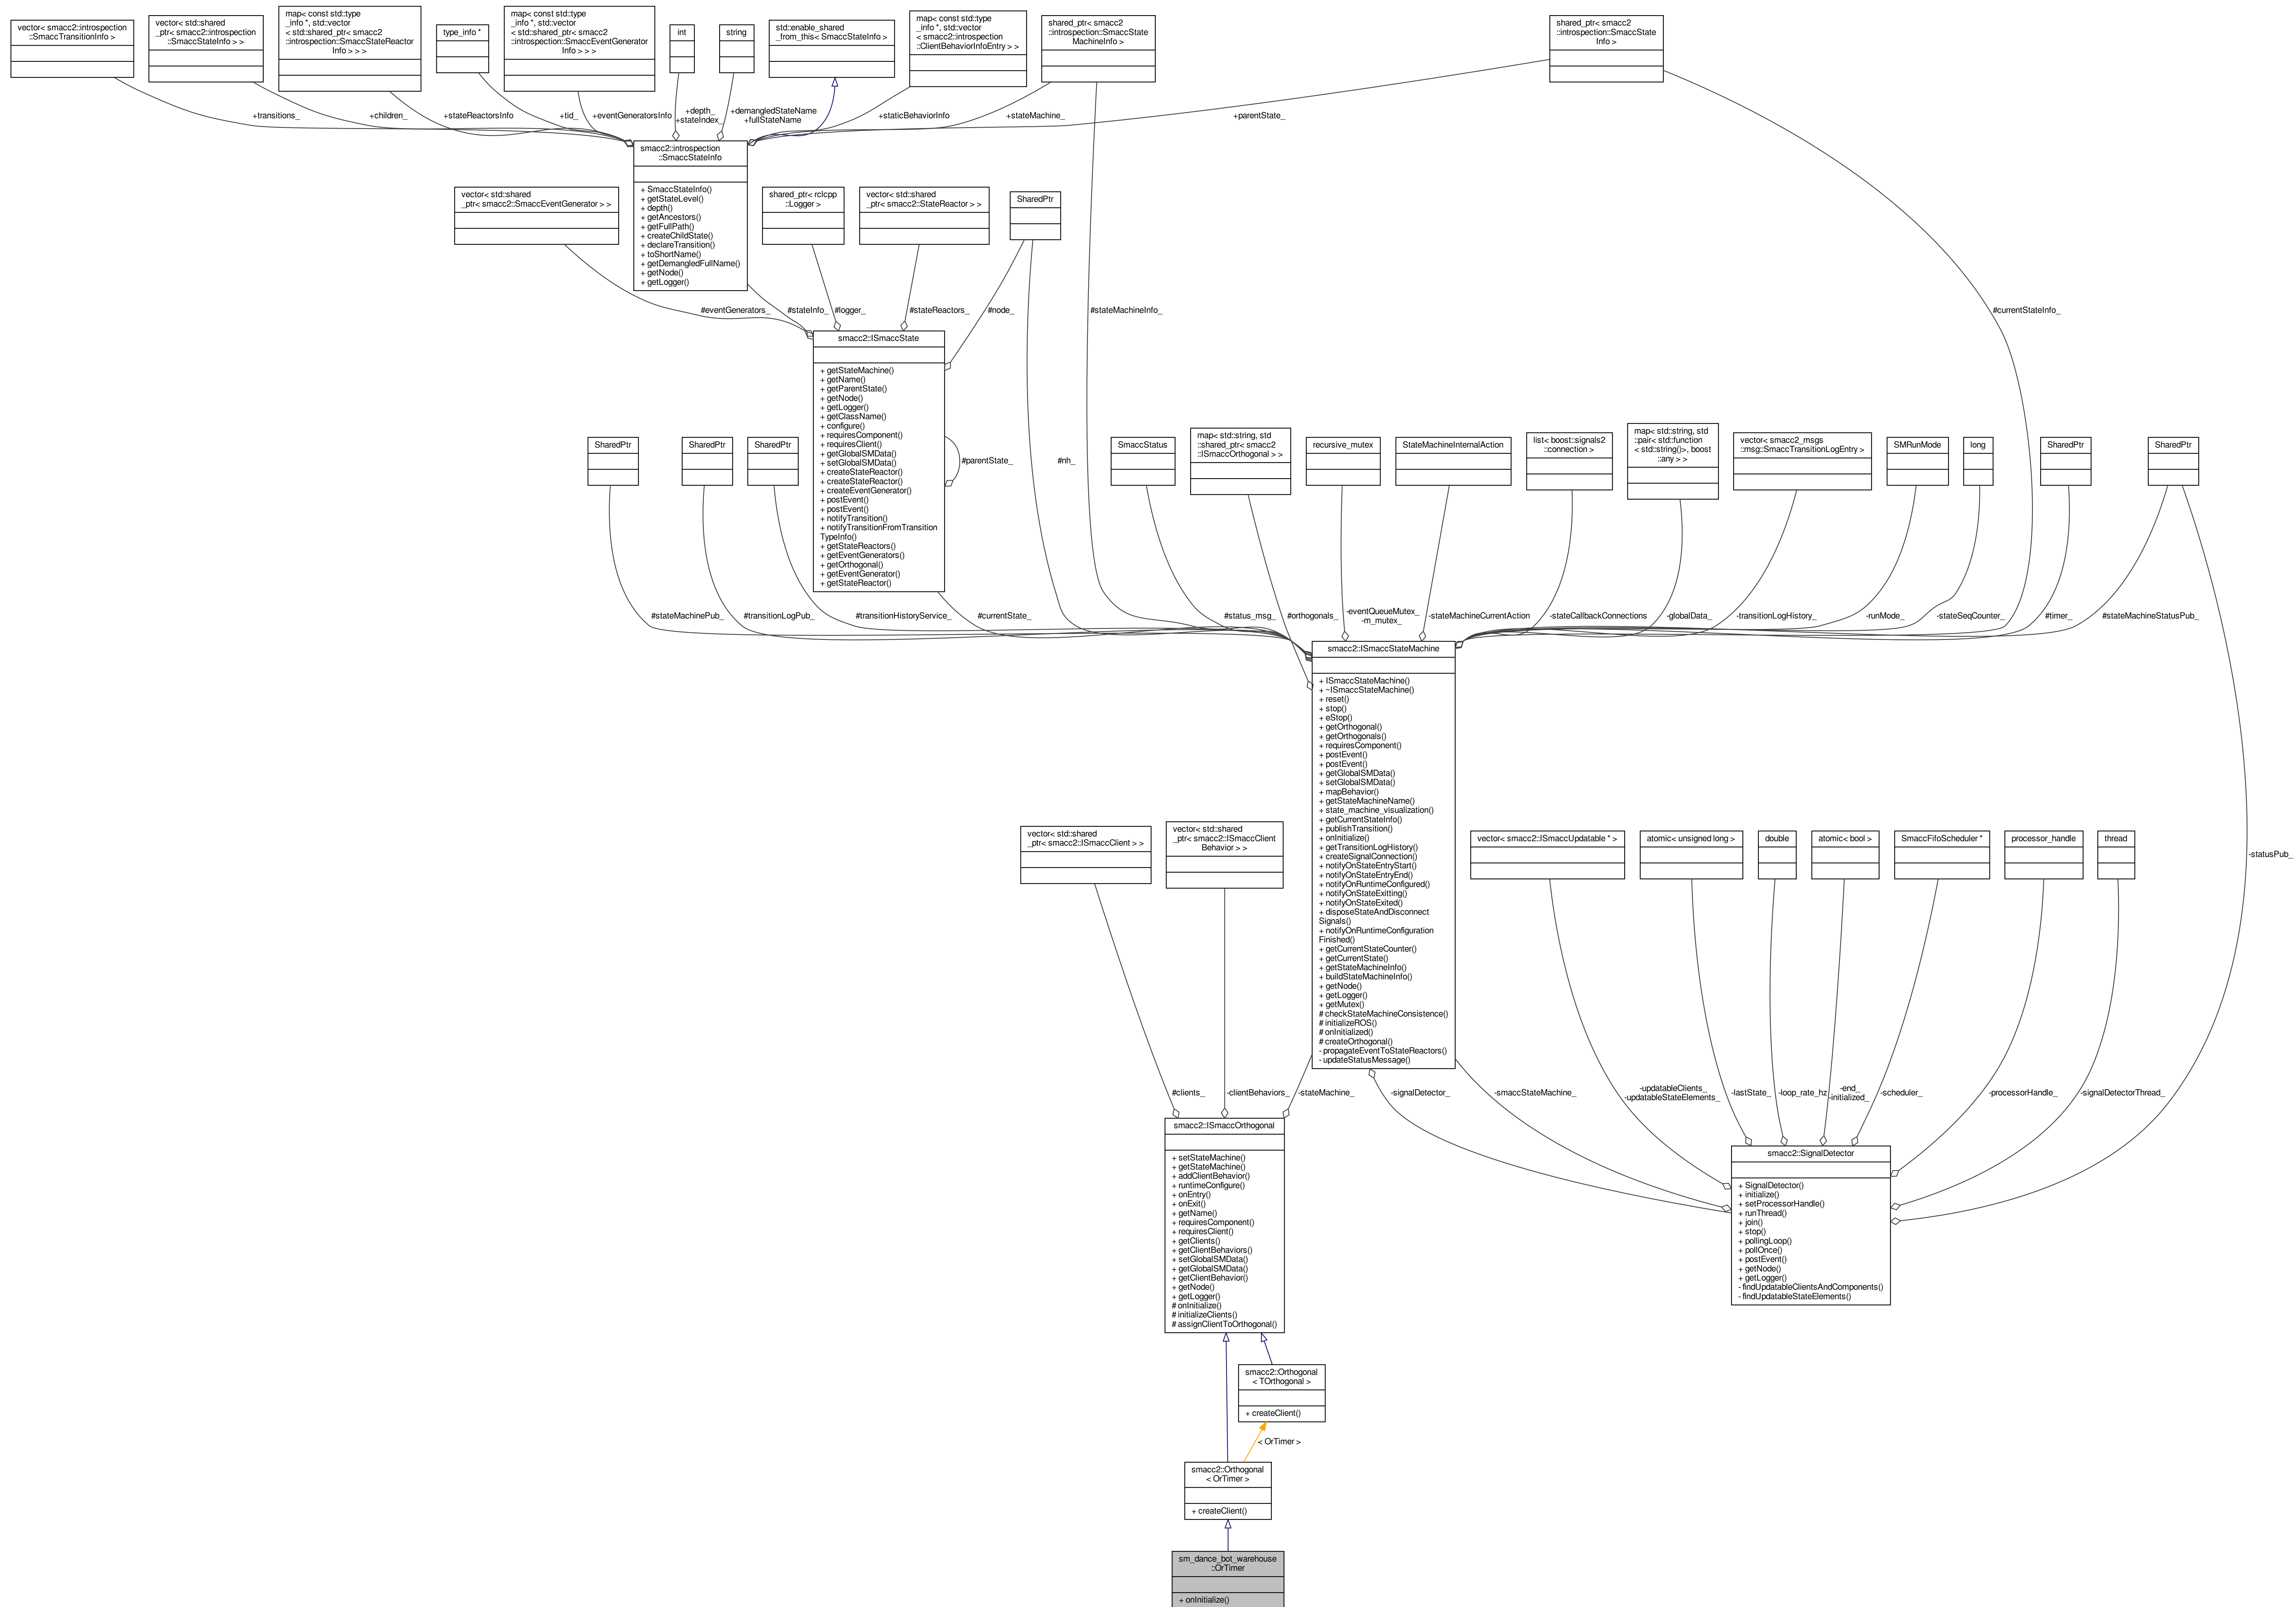 vector< smacc2::introspection
::SmaccTransitionInfo >
vector< std::shared
_ptr< smacc2::introspection
::SmaccStateInfo > >
map< const std::type
_info *, std::vector
< std::shared_ptr< smacc2
::introspection::SmaccStateReactor
Info > > >
type_info *
map< const std::type
_info *, std::vector
< std::shared_ptr< smacc2
::introspection::SmaccEventGenerator
Info > > >
int
string
std::enable_shared
_from_this< SmaccStateInfo >
map< const std::type
_info *, std::vector
< smacc2::introspection
::ClientBehaviorInfoEntry > >
shared_ptr< smacc2
::introspection::SmaccState
MachineInfo >
shared_ptr< smacc2
::introspection::SmaccState
Info >
+transitions_
+children_
+stateReactorsInfo
+tid_
+eventGeneratorsInfo
+depth_
+stateIndex_
+demangledStateName
+fullStateName
+staticBehaviorInfo
+stateMachine_
+parentState_
smacc2::introspection
::SmaccStateInfo
+ SmaccStateInfo()
+ getStateLevel()
+ depth()
+ getAncestors()
+ getFullPath()
+ createChildState()
+ declareTransition()
+ toShortName()
+ getDemangledFullName()
+ getNode()
+ getLogger()
vector< std::shared
_ptr< smacc2::SmaccEventGenerator > >
shared_ptr< rclcpp
::Logger >
vector< std::shared
_ptr< smacc2::StateReactor > >
SharedPtr
#eventGenerators_
#stateInfo_
#logger_
#stateReactors_
#node_
#stateMachineInfo_
#currentStateInfo_
smacc2::ISmaccState
+ getStateMachine()
+ getName()
+ getParentState()
+ getNode()
+ getLogger()
+ getClassName()
+ configure()
+ requiresComponent()
+ requiresClient()
+ getGlobalSMData()
+ setGlobalSMData()
+ createStateReactor()
+ createStateReactor()
+ createEventGenerator()
+ postEvent()
+ postEvent()
+ notifyTransition()
+ notifyTransitionFromTransition
TypeInfo()
+ getStateReactors()
+ getEventGenerators()
+ getOrthogonal()
+ getEventGenerator()
+ getStateReactor()
#parentState_
#nh_
SharedPtr
SharedPtr
SharedPtr
SmaccStatus
map< std::string, std
::shared_ptr< smacc2
::ISmaccOrthogonal > >
recursive_mutex
StateMachineInternalAction
list< boost::signals2
::connection >
map< std::string, std
::pair< std::function
< std::string()>, boost
::any > >
vector< smacc2_msgs
::msg::SmaccTransitionLogEntry >
SMRunMode
long
SharedPtr
SharedPtr
#stateMachinePub_
#transitionLogPub_
#transitionHistoryService_
#currentState_
#status_msg_
#orthogonals_
-eventQueueMutex_
-m_mutex_
-stateMachineCurrentAction
-stateCallbackConnections
-globalData_
-transitionLogHistory_
-runMode_
-stateSeqCounter_
#timer_
#stateMachineStatusPub_
smacc2::ISmaccStateMachine
+ ISmaccStateMachine()
+ ~ISmaccStateMachine()
+ reset()
+ stop()
+ eStop()
+ getOrthogonal()
+ getOrthogonals()
+ requiresComponent()
+ postEvent()
+ postEvent()
+ getGlobalSMData()
+ setGlobalSMData()
+ mapBehavior()
+ getStateMachineName()
+ state_machine_visualization()
+ getCurrentStateInfo()
+ publishTransition()
+ onInitialize()
+ getTransitionLogHistory()
+ createSignalConnection()
+ notifyOnStateEntryStart()
+ notifyOnStateEntryEnd()
+ notifyOnRuntimeConfigured()
+ notifyOnStateExitting()
+ notifyOnStateExited()
+ disposeStateAndDisconnect
Signals()
+ notifyOnRuntimeConfiguration
Finished()
+ getCurrentStateCounter()
+ getCurrentState()
+ getStateMachineInfo()
+ buildStateMachineInfo()
+ getNode()
+ getLogger()
+ getMutex()
# checkStateMachineConsistence()
# initializeROS()
# onInitialized()
# createOrthogonal()
- propagateEventToStateReactors()
- updateStatusMessage()
vector< std::shared
_ptr< smacc2::ISmaccClient > >
vector< std::shared
_ptr< smacc2::ISmaccClient
Behavior > >
vector< smacc2::ISmaccUpdatable * >
atomic< unsigned long >
double
atomic< bool >
SmaccFifoScheduler *
processor_handle
thread
-statusPub_
#clients_
-clientBehaviors_
-stateMachine_
-signalDetector_
-smaccStateMachine_
-updatableClients_
-updatableStateElements_
-lastState_
-loop_rate_hz
-end_
-initialized_
-scheduler_
-processorHandle_
-signalDetectorThread_
smacc2::ISmaccOrthogonal
+ setStateMachine()
+ getStateMachine()
+ addClientBehavior()
+ runtimeConfigure()
+ onEntry()
+ onExit()
+ getName()
+ requiresComponent()
+ requiresClient()
+ getClients()
+ getClientBehaviors()
+ setGlobalSMData()
+ getGlobalSMData()
+ getClientBehavior()
+ getNode()
+ getLogger()
# onInitialize()
# initializeClients()
# assignClientToOrthogonal()
smacc2::SignalDetector
+ SignalDetector()
+ initialize()
+ setProcessorHandle()
+ runThread()
+ join()
+ stop()
+ pollingLoop()
+ pollOnce()
+ postEvent()
+ getNode()
+ getLogger()
- findUpdatableClientsAndComponents()
- findUpdatableStateElements()
smacc2::Orthogonal
< TOrthogonal >
+ createClient()
< OrTimer >
smacc2::Orthogonal
< OrTimer >
+ createClient()
sm_dance_bot_warehouse
::OrTimer
+ onInitialize()